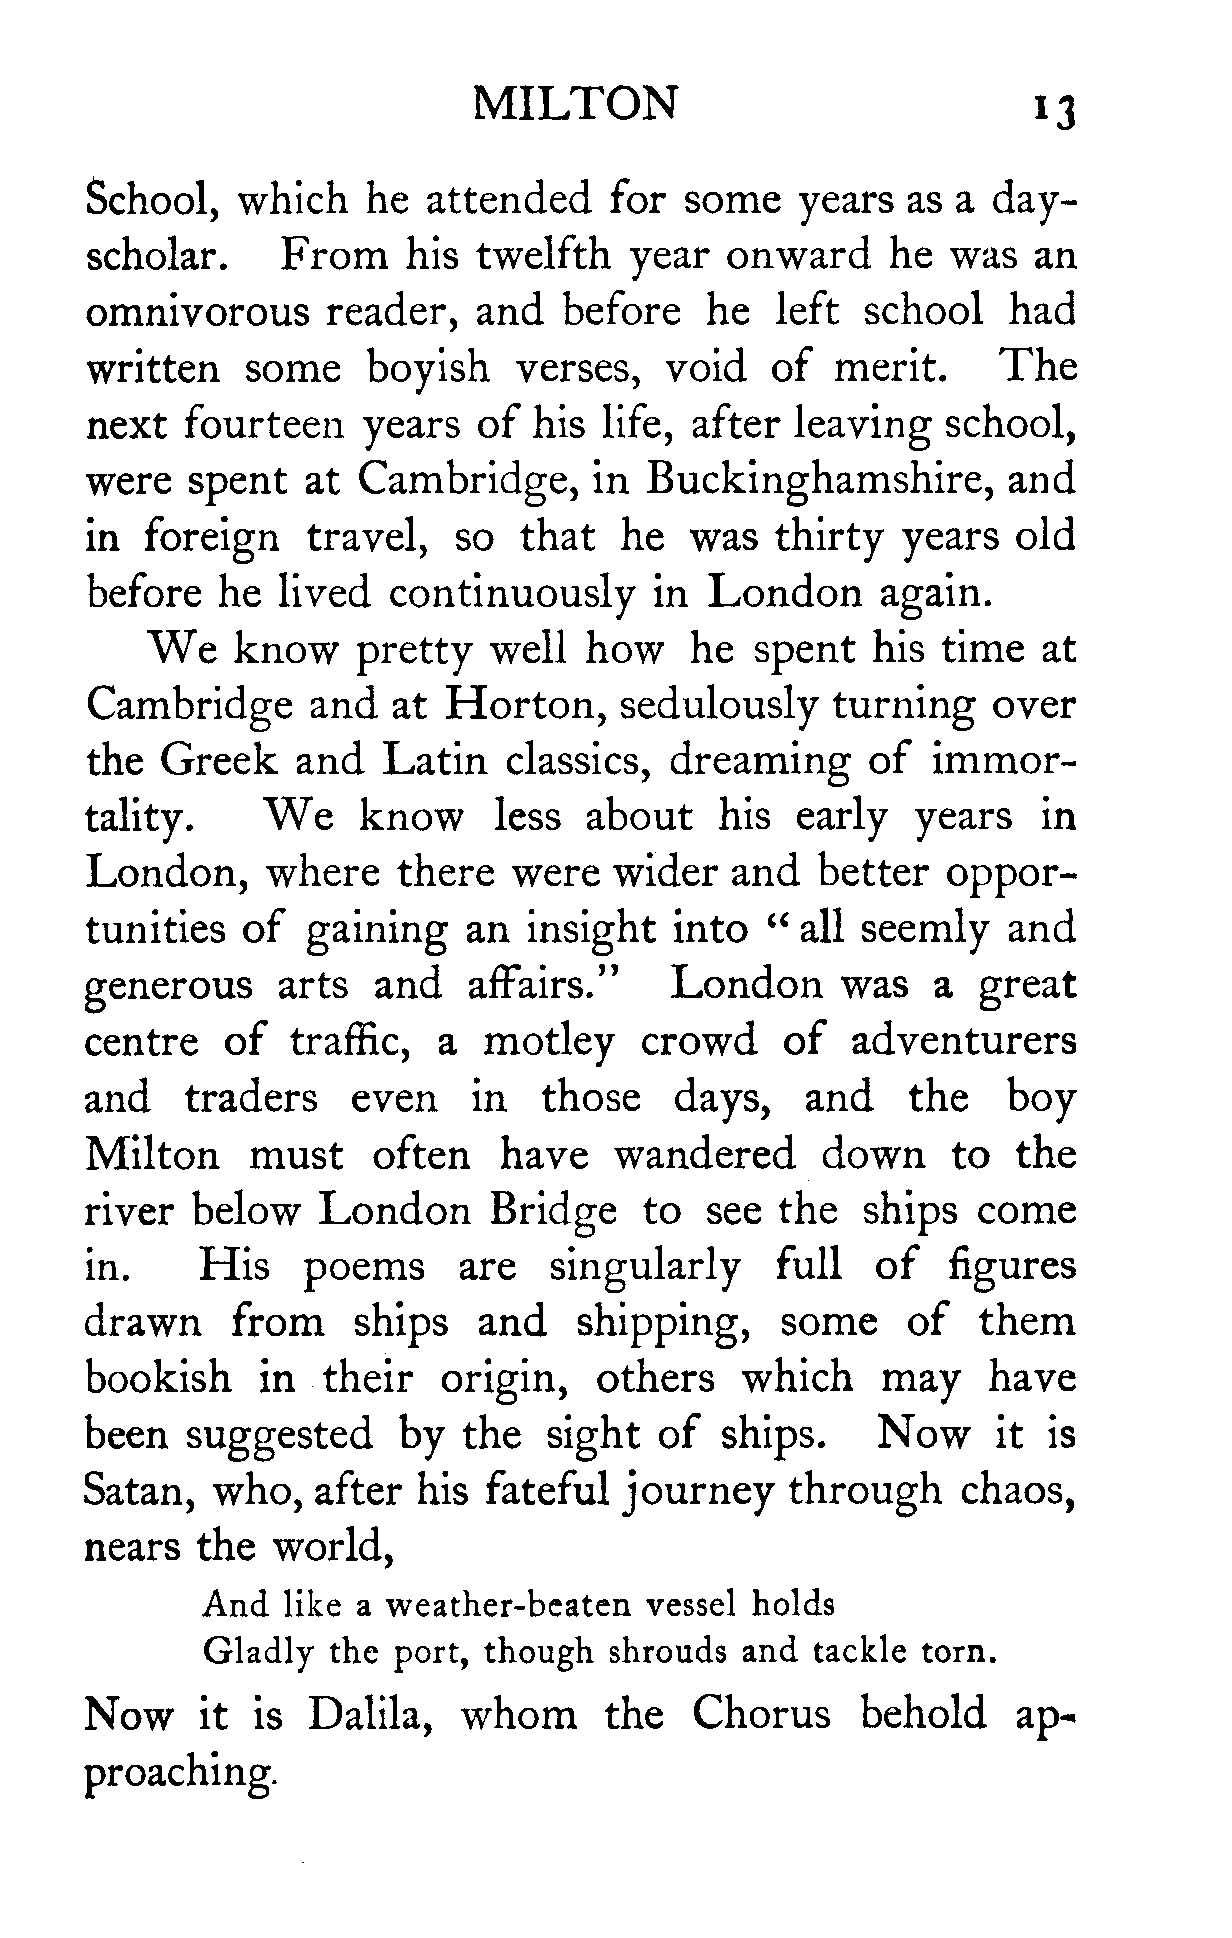 MILTON 13
School, which he attended for some years as a day-
scholar. From his twelfth year onward he was an
omnivorous reader, and before he left school had
written some boyish verses, void of merit. The
next fourteen years of his life, after leaving school,
were spent at Cambridge, in Buckinghamshire, and
in foreign travel, so that he was thirty years old
before he lived continuously in London again.
We know pretty well how he spent his time at
Cambridge and at Horton, sedulously turning over
the Greek and Latin classics, dreaming of immor-
tality. We know less about his early years in
London, where there were wider and better oppor-
tunities of gaining an insight into “ all seemly and
generous arts and affairs.” London was a great
centre of traffic, a motley crowd of adventurers
and traders even in those days, and the boy
Milton must often have wandered down to the
river below London Bridge to see the ships come
in. His poems are singularly full of figures
drawn from ships and shipping, some of them
bookish in their origin, others which may have
been suggested by the sight of ships. Now it is
Satan, who, after his fateful journey through chaos,
nears the world,
And like a weather-beaten vessel holds
Gladly the port, though shrouds and tackle torn.
Now it is Dalila, whom the Chorus behold ap-
proaching.